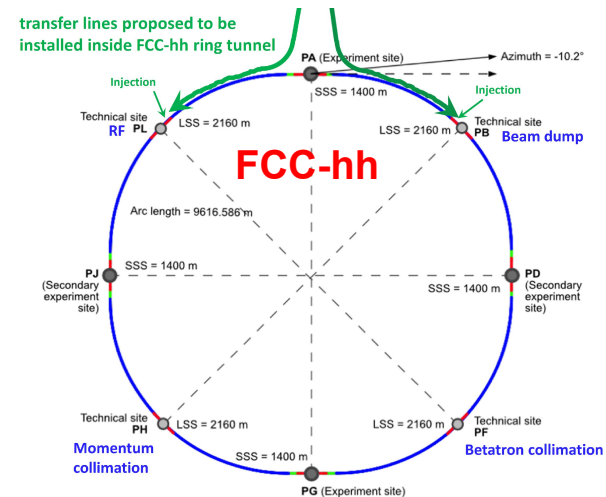 transfer lines proposed to be
installed inside FCC-hh ring tunnel
PA (Experiment site)
Azimuth = -10.2°
Injection
SSS = 1400 m
Injection
Technical site
PL
RF
LSS = 2160 m
LSS = 2160 m
Technical site
PB
Beam dump
FCC-hh
Arc length = 9616.586 m
PJ
(Secondary
experiment
site)
SSS = 1400 m
SSS = 1400 m
PD
(Secondary
experiment
site)
Technical site
PH
LSS = 2160 m
Momentum
collimation
LSS = 2160 m
Technical site
PF
Betatron collimation
SSS = 1400 m
PG (Experiment site)